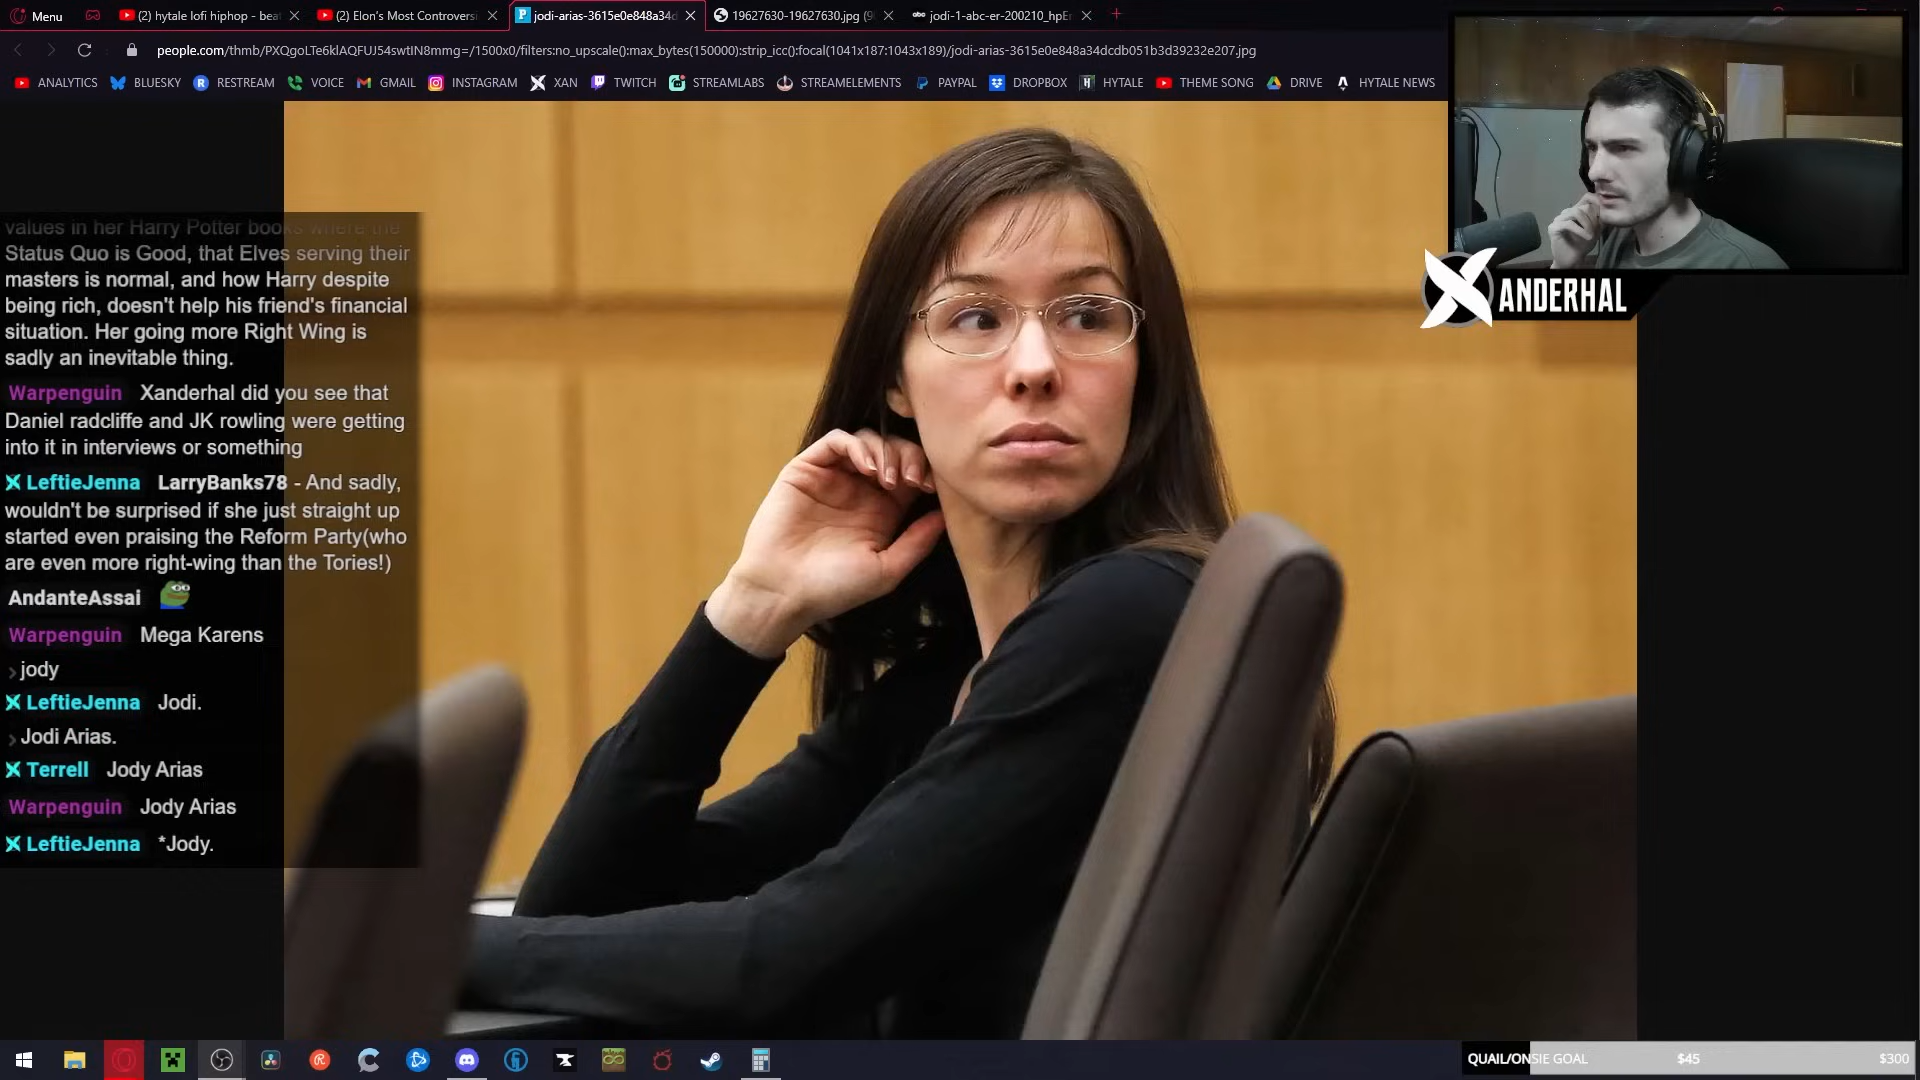 Menu
(2) hytale lofi hiphop - bea
(2) Elon's Most Controversi
jodi-arias-3615e0e848a34d
19627630-19627630.jpg (9
jodi-1-abc-er-200210_hpE
people.com/thmb/PXQgoLTe6klAQFUJ54swtIN8mmg=/1500x0/filters:no_upscale():max_bytes(150000):strip_icc():focal(1041x187:1043x189)/jodi-arias-3615e0e848a34dcdb051b3d39232e207.jpg
ANALYTICS BLUESKY RESTREAM VOICE GMAIL INSTAGRAM XAN TWITCH STREAMLABS STREAMELEMENTS PAYPAL DROPBOX HYTALE THEME SONG DRIVE HYTALE NEWS
XANDERHAL
values in her Harry Potter books where the
Status Quo is Good, that Elves serving their
masters is normal, and how Harry despite
being rich, doesn't help his friend's financial
situation. Her going more Right Wing is
sadly an inevitable thing.
Warpenguin Xanderhal did you see that
Daniel radcliffe and JK rowling were getting
into it in interviews or something
LeftieJenna LarryBanks78 - And sadly,
wouldn't be surprised if she just straight up
started even praising the Reform Party(who
are even more right-wing than the Tories!)
AndanteAssai
Warpenguin Mega Karens
jody
LeftieJenna Jodi.
Jodi Arias.
Terrell Jody Arias
Warpenguin Jody Arias
LeftieJenna *Jody.
QUAIL/ONSIE GOAL $45 $300